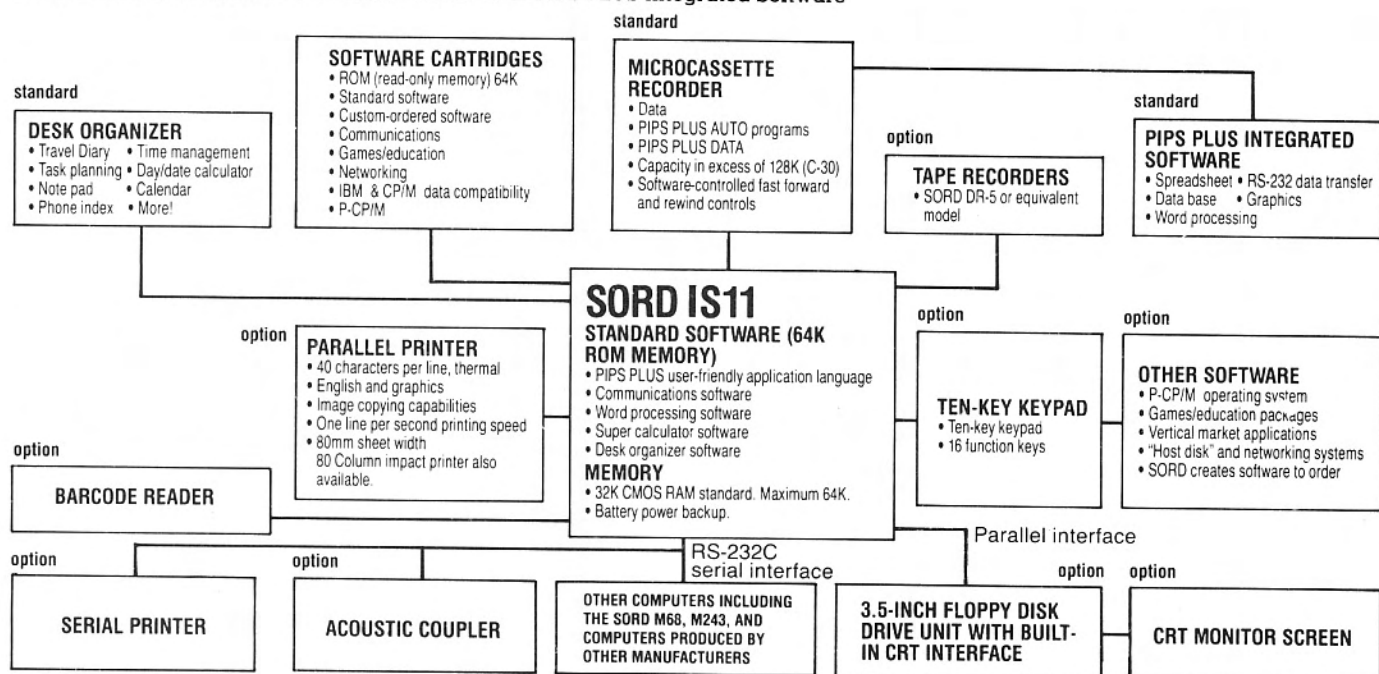 Integrated Software
standard
DESK ORGANIZER
• Travel Diary • Time management
• Task planning • Day/date calculator
• Note pad • Calendar
• Phone index • More!
SOFTWARE CARTRIDGES
• ROM (read-only memory) 64K
• Standard software
• Custom-ordered software
• Communications
• Games/education
• Networking
• IBM & CP/M data compatibility
• P-CP/M
standard
MICROCASSETTE
RECORDER
• Data
• PIPS PLUS AUTO programs
• PIPS PLUS DATA
• Capacity in excess of 128K (C-30)
• Software-controlled fast forward
and rewind controls
option
TAPE RECORDERS
• SORD DR-5 or equivalent
model
standard
PIPS PLUS INTEGRATED
SOFTWARE
• Spreadsheet • RS-232 data transfer
• Data base • Graphics
• Word processing
option
PARALLEL PRINTER
• 40 characters per line, thermal
• English and graphics
• Image copying capabilities
• One line per second printing speed
• 80mm sheet width
80 Column impact printer also
available.
SORD IS11
STANDARD SOFTWARE (64K
ROM MEMORY)
• PIPS PLUS user-friendly application language
• Communications software
• Word processing software
• Super calculator software
• Desk organizer software
MEMORY
• 32K CMOS RAM standard. Maximum 64K.
• Battery power backup.
option
TEN-KEY KEYPAD
• Ten-key keypad
• 16 function keys
option
OTHER SOFTWARE
• P-CP/M operating system
• Games/education packages
• Vertical market applications
• "Host disk" and networking systems
• SORD creates software to order
option
BARCODE READER
RS-232C
serial interface
Parallel interface
option
SERIAL PRINTER
option
ACOUSTIC COUPLER
OTHER COMPUTERS INCLUDING
THE SORD M68, M243, AND
COMPUTERS PRODUCED BY
OTHER MANUFACTURERS
option
3.5-INCH FLOPPY DISK
DRIVE UNIT WITH BUILT-
IN CRT INTERFACE
option
CRT MONITOR SCREEN